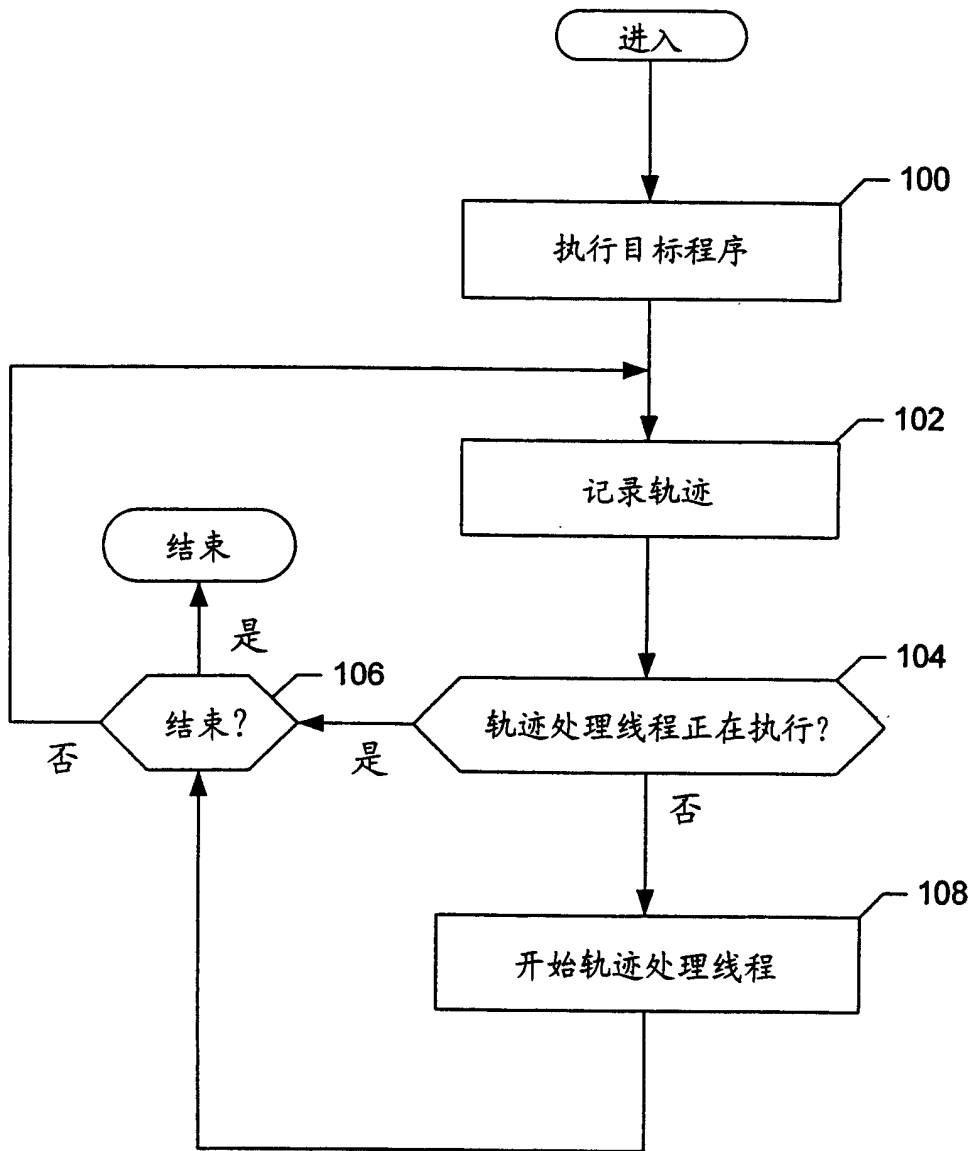 进入
100
执行目标程序
102
记录轨迹
结束
是
104
轨迹处理线程正在执行?
106
结束?
否
是
否
108
开始轨迹处理线程